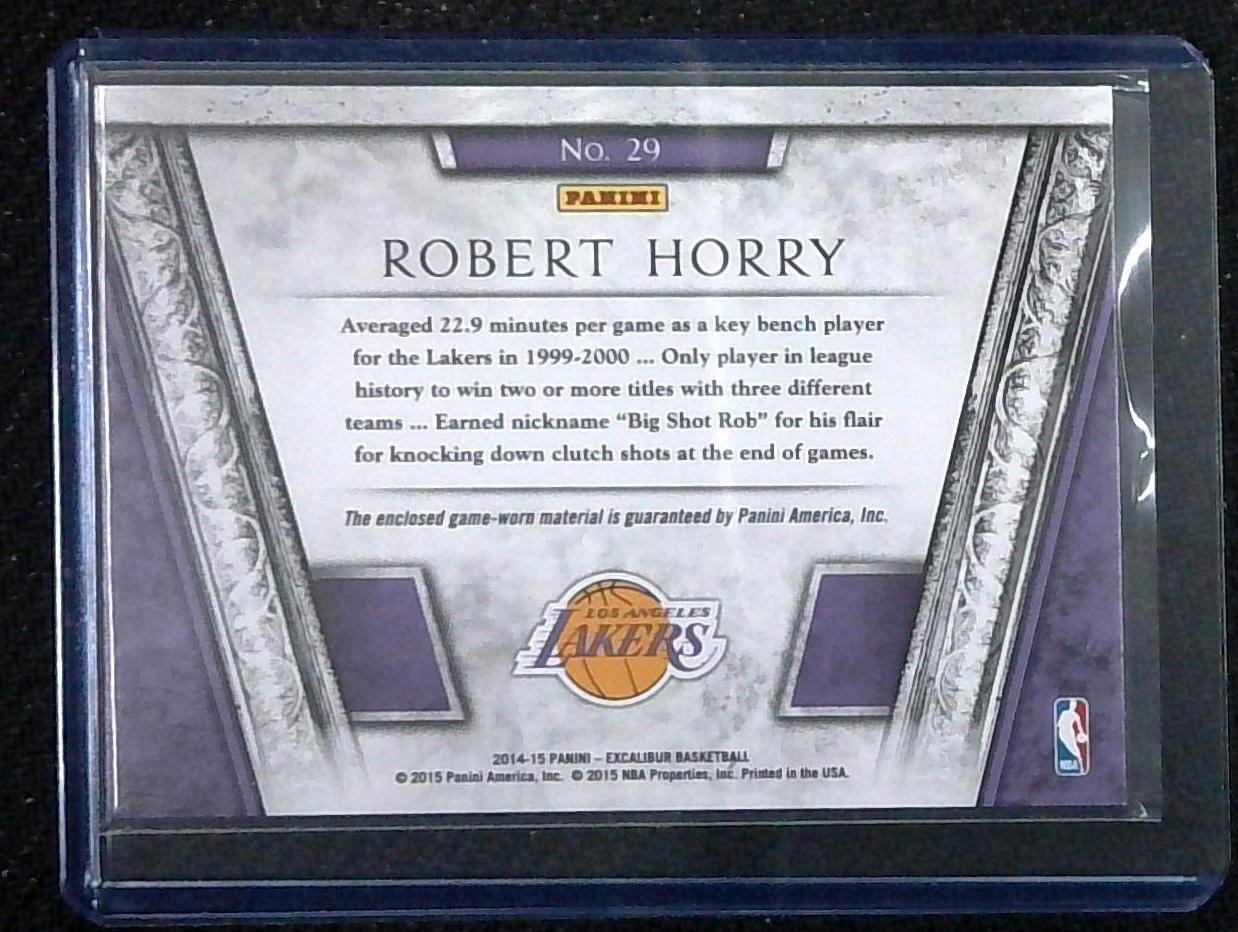 No. 29
PANINI
ROBERT HORRY
Averaged 22.9 minutes per game as a key bench player
for the Lakers in 1999-2000 ... Only player in league
history to win two or more titles with three different
teams ... Earned nickname “Big Shot Rob” for his flair
for knocking down clutch shots at the end of games.
The enclosed game-worn material is guaranteed by Panini America, Inc.
LOS ANGELES
LAKERS
NBA
2014-15 PANINI – EXCALIBUR BASKETBALL
© 2015 Panini America, Inc. © 2015 NBA Properties, Inc. Printed in the USA.